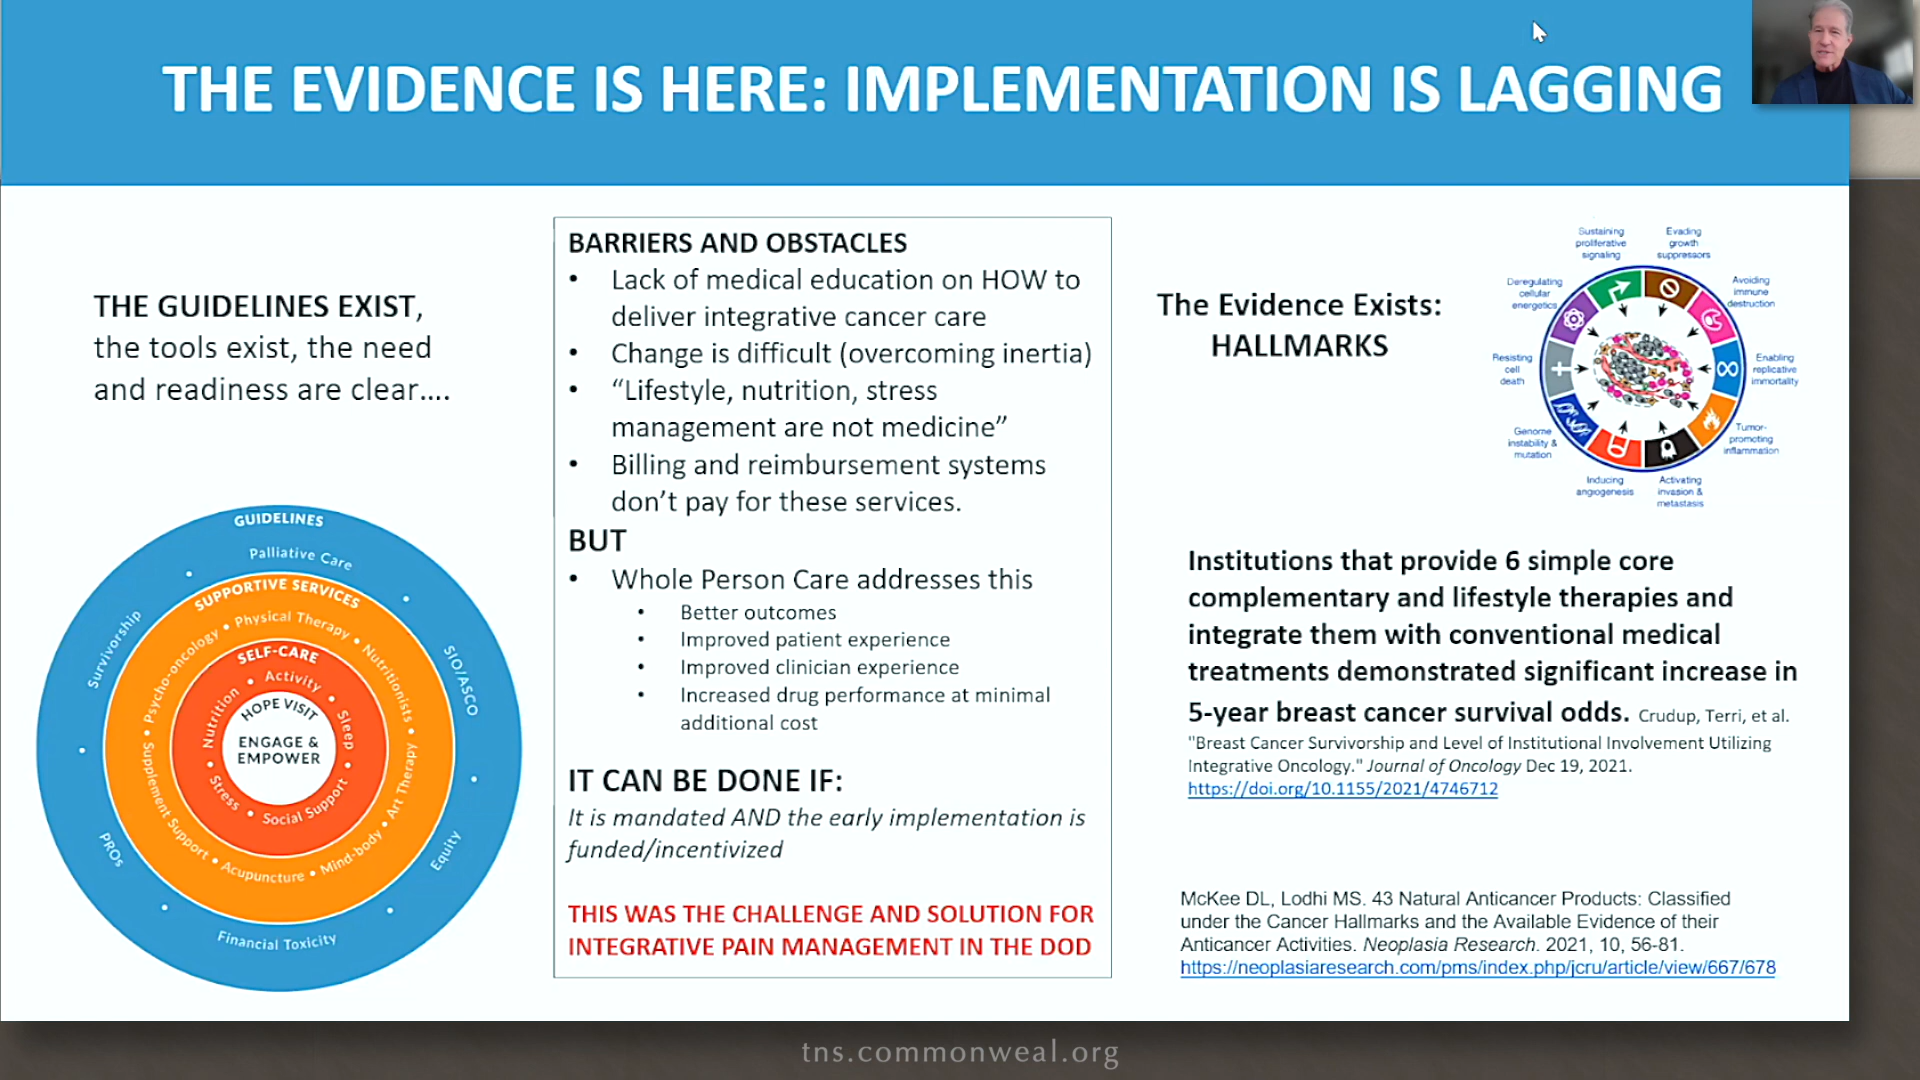 THE EVIDENCE IS HERE: IMPLEMENTATION IS LAGGING
THE GUIDELINES EXIST,
the tools exist, the need
and readiness are clear....
GUIDELINES
Palliative Care
Survivorship
SIO/ASCO
PROs
Equity
Financial Toxicity
SUPPORTIVE SERVICES
Psycho-oncology • Physical Therapy • Nutritionists •
Supplement Support • Acupuncture • Mind-body • Art Therapy
SELF-CARE
Nutrition • Activity • Sleep
Stress • Social Support •
HOPE VISIT
ENGAGE &
EMPOWER
BARRIERS AND OBSTACLES
• Lack of medical education on HOW to
deliver integrative cancer care
• Change is difficult (overcoming inertia)
• “Lifestyle, nutrition, stress
management are not medicine”
• Billing and reimbursement systems
don’t pay for these services.
BUT
• Whole Person Care addresses this
• Better outcomes
• Improved patient experience
• Improved clinician experience
• Increased drug performance at minimal
additional cost
IT CAN BE DONE IF:
It is mandated AND the early implementation is
funded/incentivized
THIS WAS THE CHALLENGE AND SOLUTION FOR
INTEGRATIVE PAIN MANAGEMENT IN THE DOD
The Evidence Exists:
HALLMARKS
Sustaining
proliferative
signaling
Evading
growth
suppressors
Deregulating
cellular
energetics
Avoiding
immune
destruction
Resisting
cell
death
Enabling
replicative
immortality
Genome
instability &
mutation
Tumor-
promoting
inflammation
Inducing
angiogenesis
Activating
invasion &
metastasis
Institutions that provide 6 simple core
complementary and lifestyle therapies and
integrate them with conventional medical
treatments demonstrated significant increase in
5-year breast cancer survival odds. Crudup, Terri, et al.
"Breast Cancer Survivorship and Level of Institutional Involvement Utilizing
Integrative Oncology." Journal of Oncology Dec 19, 2021.
https://doi.org/10.1155/2021/4746712
McKee DL, Lodhi MS. 43 Natural Anticancer Products: Classified
under the Cancer Hallmarks and the Available Evidence of their
Anticancer Activities. Neoplasia Research. 2021, 10, 56-81.
https://neoplasiaresearch.com/pms/index.php/jcru/article/view/667/678
tns.commonweal.org